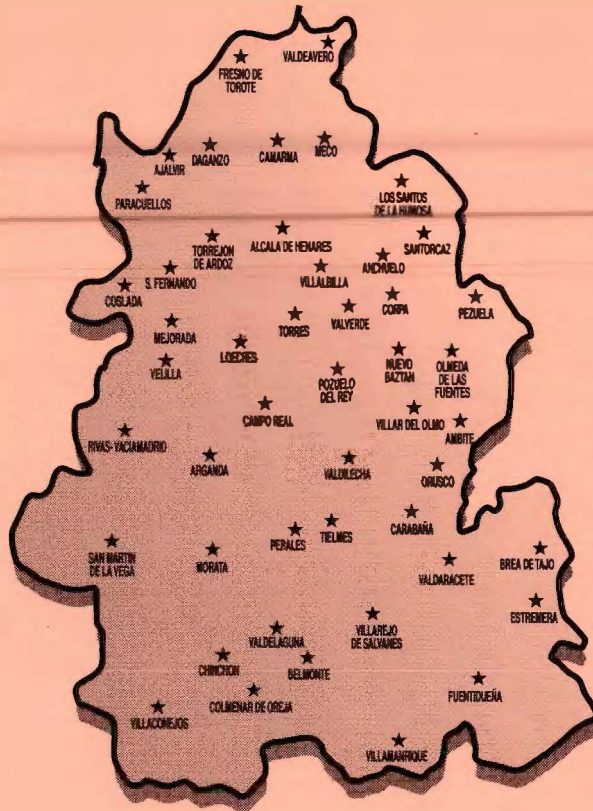 VALDEAVERO
FRESNO DE
TOROTE
DAGANZO
CAMARMA
MECO
AJALVIR
PARACUELLOS
LOS SANTOS
DE LA HUMOSA
TORREJON
DE ARDOZ
ALCALA DE HENARES
SANTORCAZ
S. FERNANDO
VILLALBILLA
ANCHUELO
COSLADA
CORPA
PEZUELA
MEJORADA
TORRES
VALVERDE
LOECHES
VELILLA
POZUELO
DEL REY
NUEVO
BAZTAN
OLMEDA
DE LAS
FUENTES
CAMPO REAL
VILLAR DEL OLMO
AMBITE
RIVAS-VACIAMADRID
ARGANDA
VALDILECHA
ORUSCO
CARABAÑA
SAN MARTIN
DE LA VEGA
MORATA
PERALES
TIELMES
VALDARACETE
BREA DE TAJO
ESTREMERA
VALDELAGUNA
VILLAREJO
DE SALVANES
CHINCHON
BELMONTE
COLMENAR DE OREJA
FUENTIDUEÑA
VILLACONEJOS
VILLAMANRIQUE